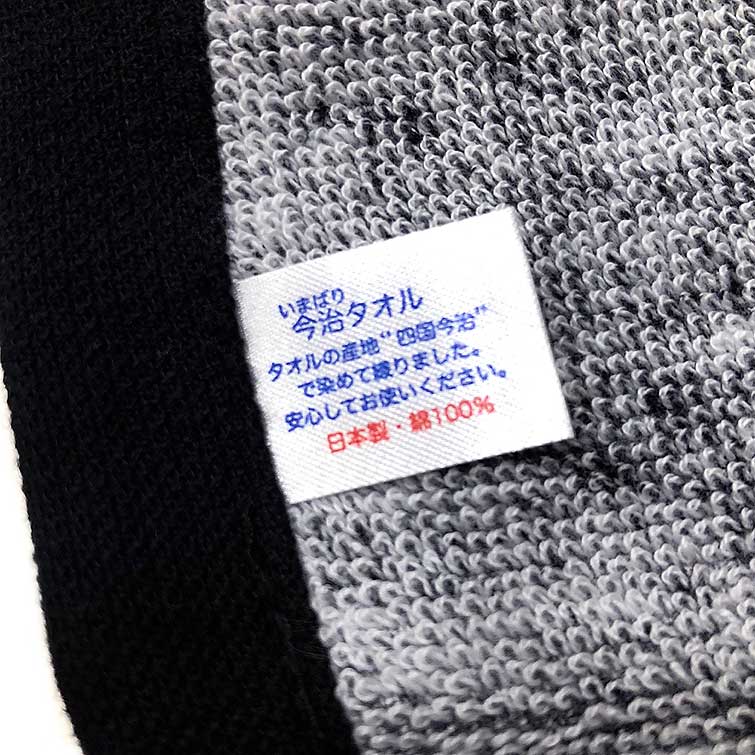 いまばり
今治タオル
タオルの産地“四国今治”
で染めて織りました。
安心してお使いください。
日本製・綿100%